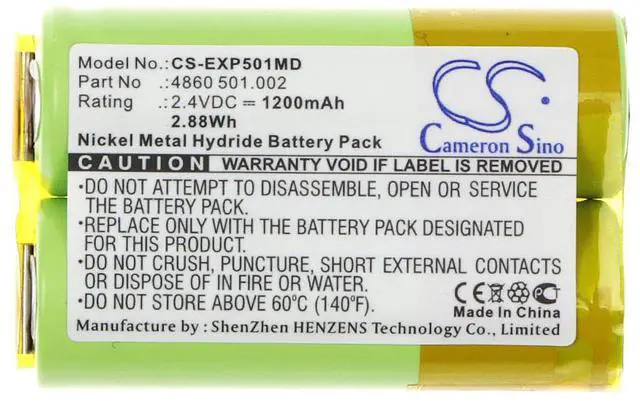 Model No.:CS-EXP501MD
Part No :4860 501.002
Rating :2.4VDC = 1200mAh
2.88Wh
Nickel Metal Hydride Battery Pack
CS
Cameron Sino
CAUTION WARRANTY VOID IF LABEL IS REMOVED
•DO NOT ATTEMPT TO DISASSEMBLE, OPEN OR SERVICE
THE BATTERY PACK.
•REPLACE ONLY WITH THE BATTERY PACK DESIGNATED
FOR THIS PRODUCT.
•DO NOT CRUSH, PUNCTURE, SHORT EXTERNAL CONTACTS
OR DISPOSE OF IN FIRE OR WATER.
•DO NOT STORE ABOVE 60°C (140°F).
CE
Manufacture by : ShenZhen HENZENS Technology Co., Limited